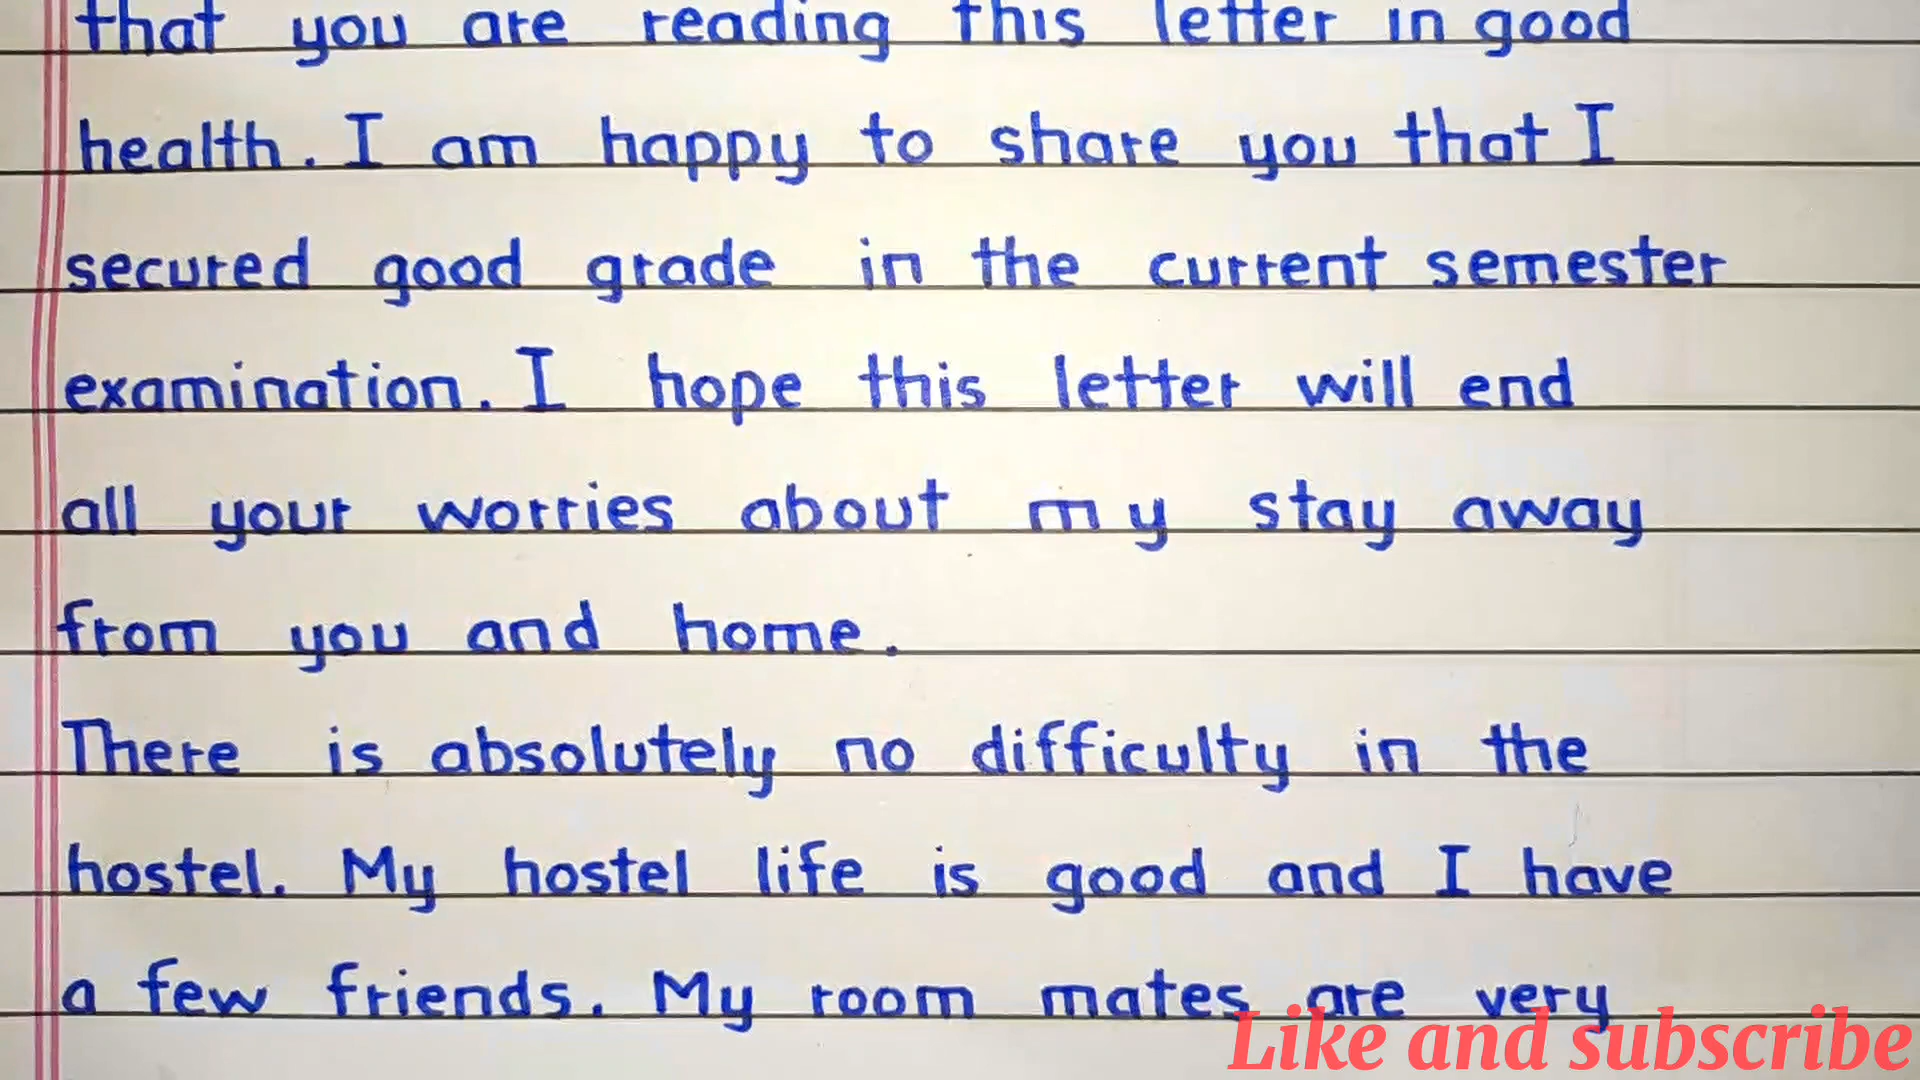 that you are reading this letter in good
health. I am happy to share you that I
secured good grade in the current semester
examination. I hope this letter will end
all your worries about my stay away
from you and home.
There is absolutely no difficulty in the
hostel. My hostel life is good and I have
a few friends. My room mates are very
Like and subscribe